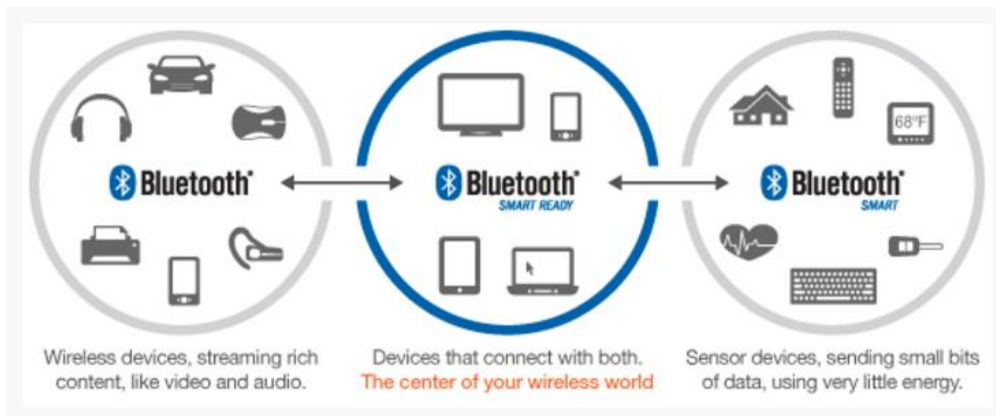 68°F
Bluetooth®
Bluetooth®
SMART READY
Bluetooth®
SMART
Wireless devices, streaming rich
content, like video and audio.
Devices that connect with both.
The center of your wireless world
Sensor devices, sending small bits
of data, using very little energy.